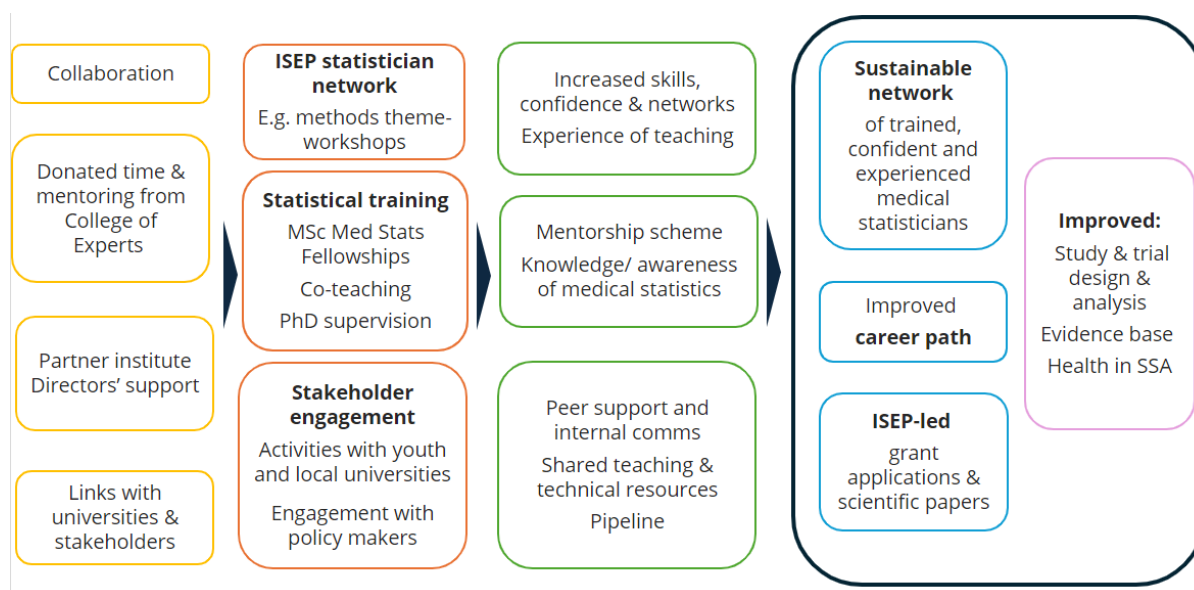 Collaboration
Donated time &
mentoring from
College of
Experts
Partner institute
Directors' support
Links with
universities &
stakeholders
ISEP statistician
network
E.g. methods theme-
workshops
Statistical training
MSc Med Stats
Fellowships
Co-teaching
PhD supervision
Stakeholder
engagement
Activities with youth
and local universities
Engagement with
policy makers
Increased skills,
confidence & networks
Experience of teaching
Mentorship scheme
Knowledge/ awareness
of medical statistics
Peer support and
internal comms
Shared teaching &
technical resources
Pipeline
Sustainable
network
of trained,
confident and
experienced
medical
statisticians
Improved
career path
ISEP-led
grant
applications &
scientific papers
Improved:
Study & trial
design &
analysis
Evidence base
Health in SSA